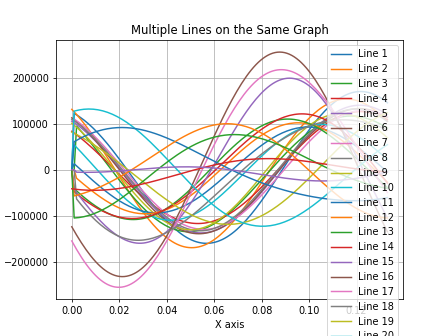 Multiple Lines on the Same Graph
200000
100000
0
−100000
−200000
0.00
0.02
0.04
0.06
0.08
0.10
X axis
Line 1
Line 2
Line 3
Line 4
Line 5
Line 6
Line 7
Line 8
Line 9
Line 10
Line 11
Line 12
Line 13
Line 14
Line 15
Line 16
Line 17
Line 18
Line 19
Line 20